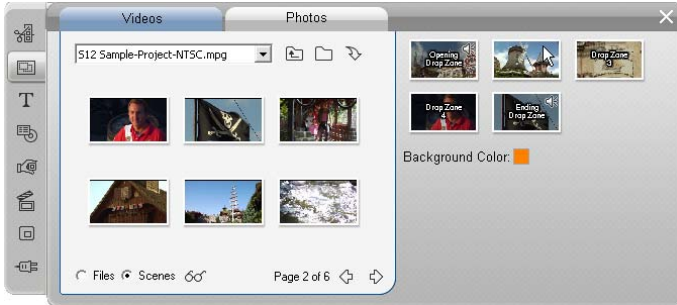 Videos
Photos
S12 Sample-Project-NTSC.mpg
Opening
Drop Zone
Drop Zone
3
Drop Zone
4
Ending
Drop Zone
Background Color:
T
Files
Scenes
Page 2 of 6